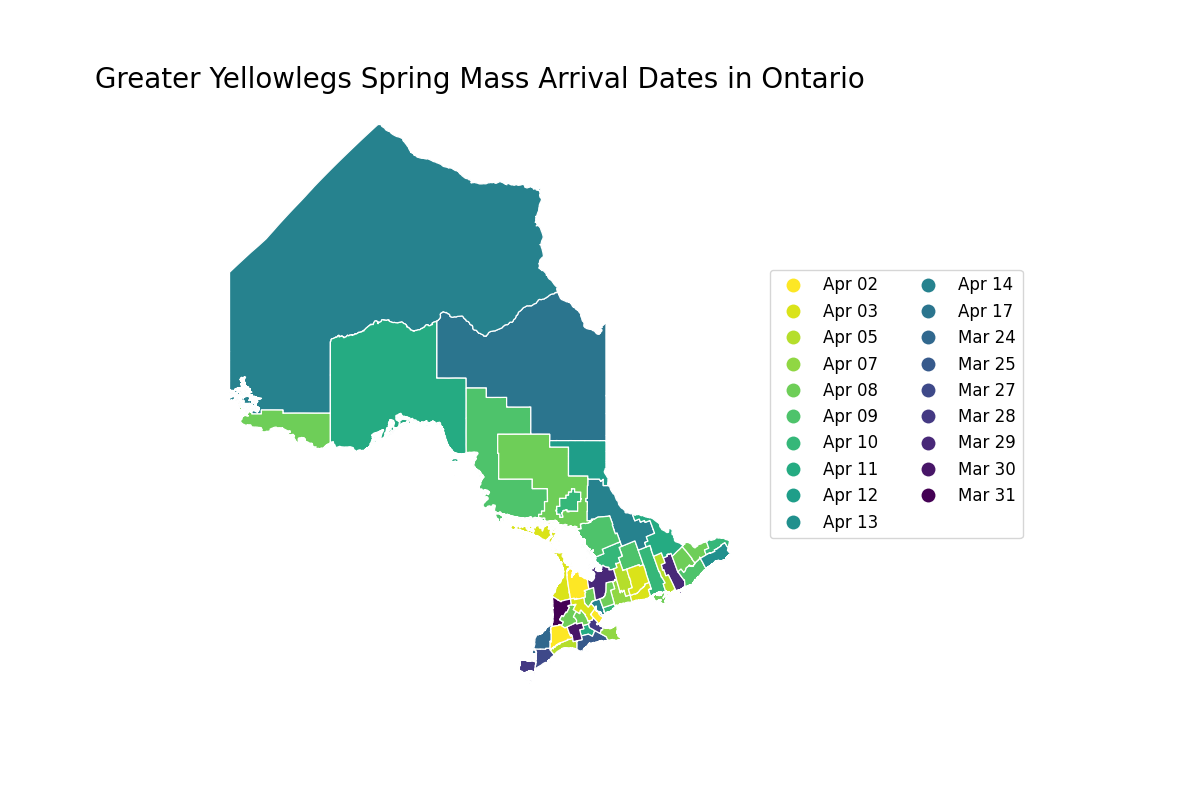 Greater Yellowlegs Spring Mass Arrival Dates in Ontario
Apr 02
Apr 03
Apr 05
Apr 07
Apr 08
Apr 09
Apr 10
Apr 11
Apr 12
Apr 13
Apr 14
Apr 17
Mar 24
Mar 25
Mar 27
Mar 28
Mar 29
Mar 30
Mar 31